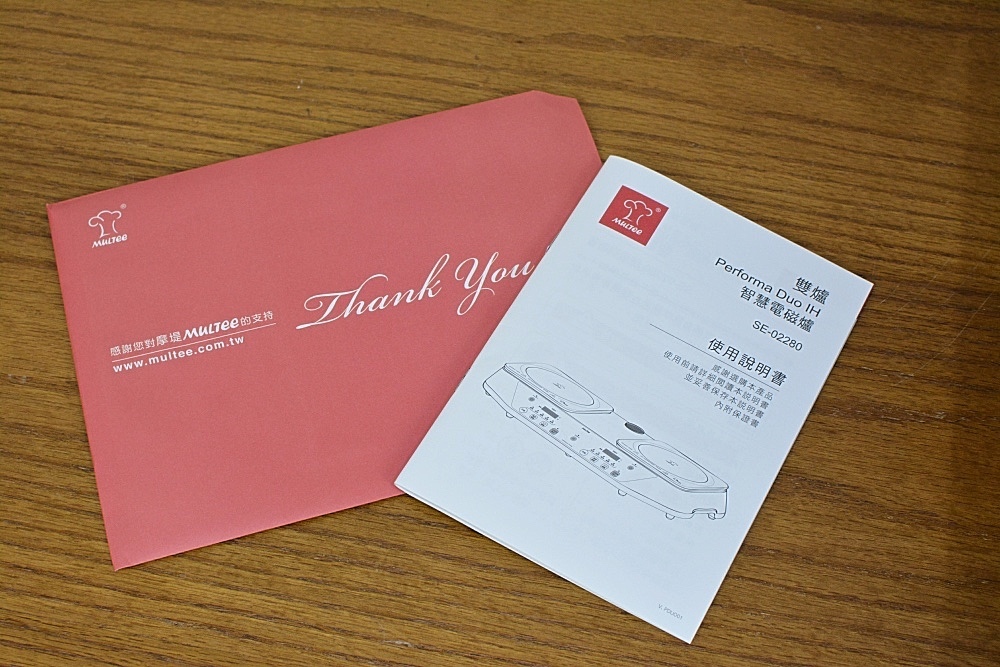 MULTEE
Thank You
感謝您對摩堤MULTEE的支持
www.multee.com.tw
MULTEE
雙爐
Performa Duo IH
智慧電磁爐
SE-02280
使用說明書
感謝選購本產品
使用前請詳細閱讀本說明書
並妥善保存本說明書
內附保證書